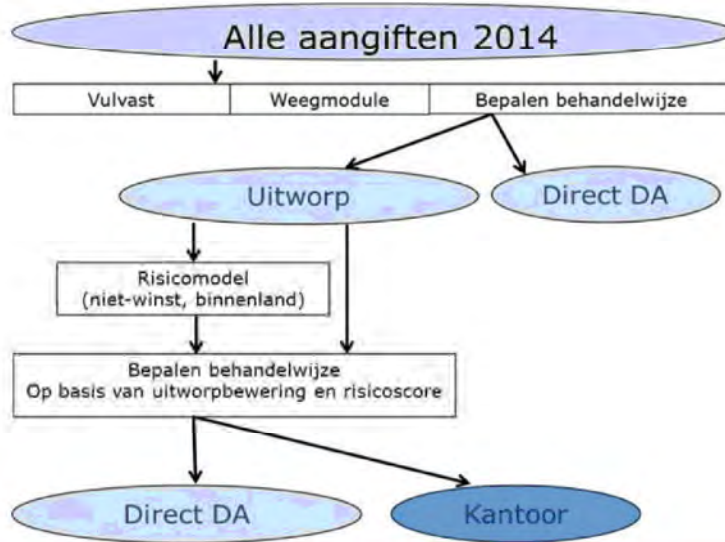 Alle aangiften 2014
Vulvast
Weegmodule
Bepalen behandelwijze
Uitworp
Direct DA
Risicomodel
(niet-winst, binnenland)
Bepalen behandelwijze
Op basis van uitworpbewering en risicoscore
Direct DA
Kantoor